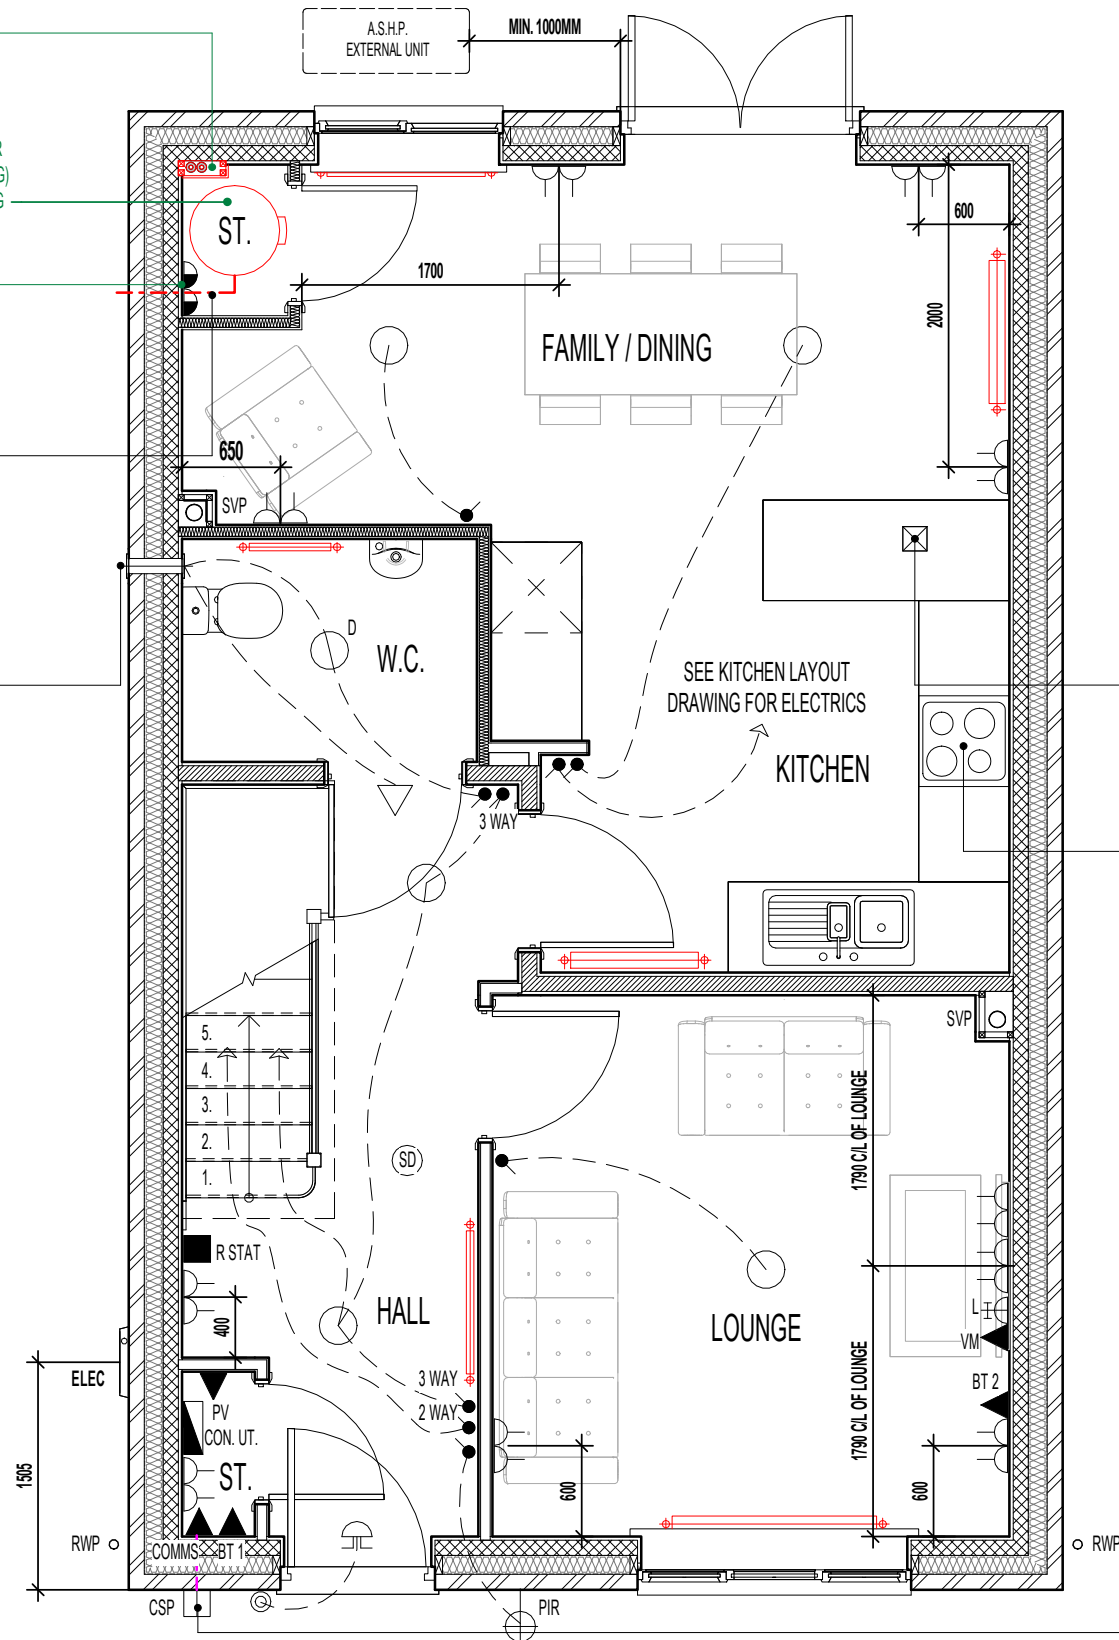 A.S.H.P.
EXTERNAL UNIT
MIN. 1000MM
G)
ST.
600
1700
2000
FAMILY / DINING
650
SVP
D
W.C.
SEE KITCHEN LAYOUT
DRAWING FOR ELECTRICS
KITCHEN
3 WAY
SVP
5.
4.
3.
2.
1.
1790 C/L OF LOUNGE
SD
R STAT
HALL
400
LOUNGE
L
VM
ELEC
3 WAY
BT 2
2 WAY
PV
CON. UT.
1790 C/L OF LOUNGE
ST.
1505
600
600
RWP
COMMS
BT 1
RWP
CSP
PIR